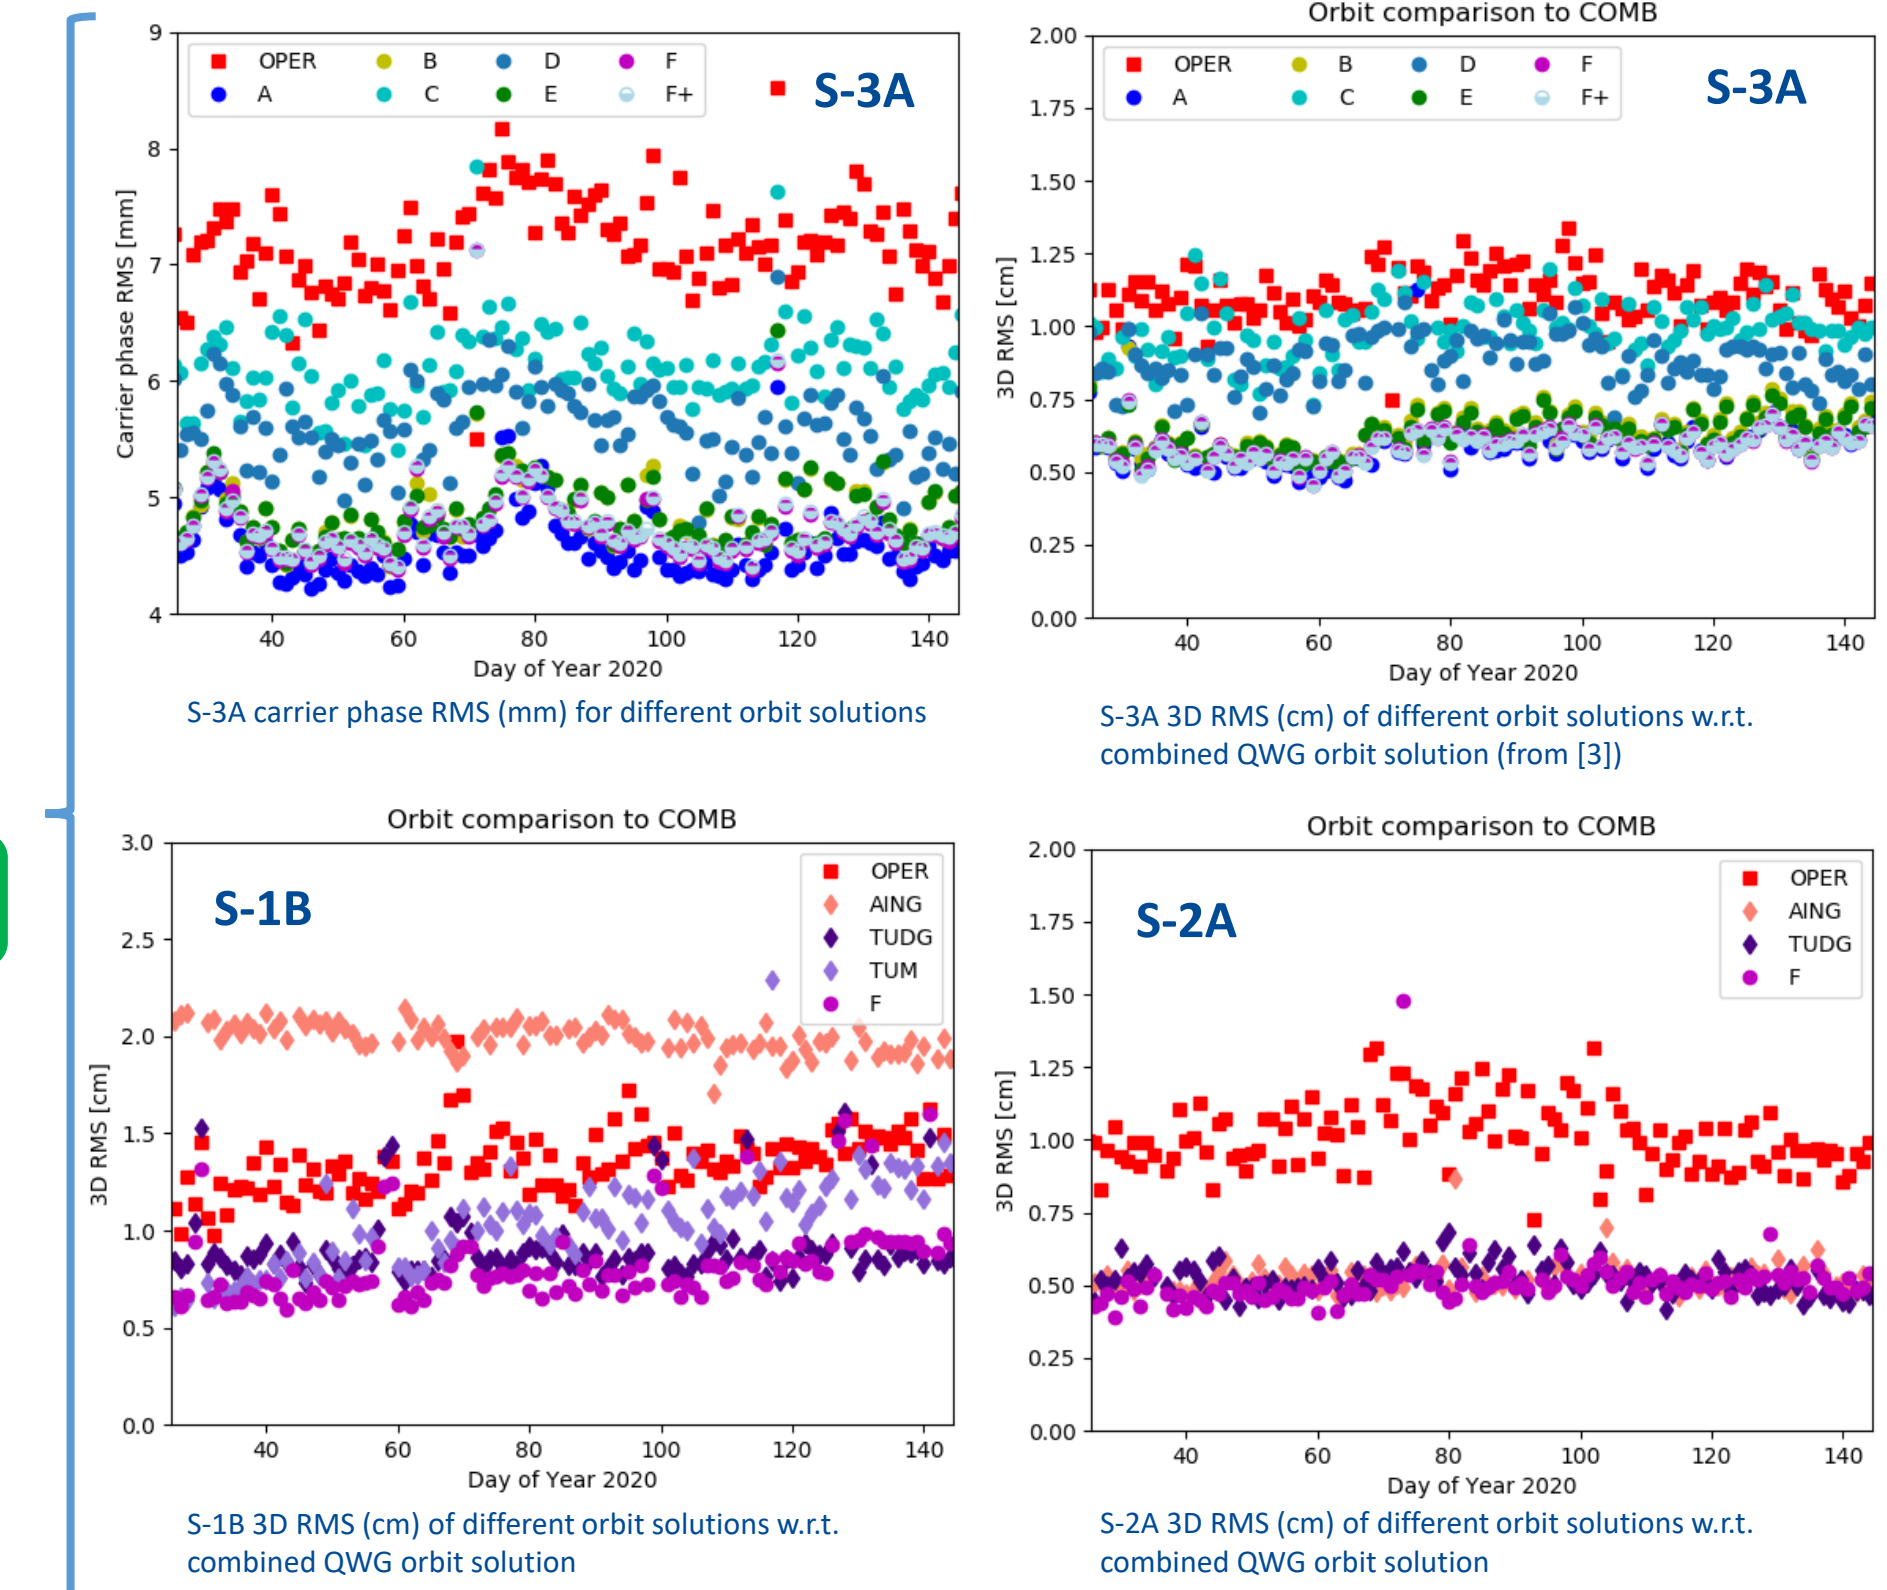 9
8
7
6
5
4
Carrier phase RMS [mm]
OPER B D F
A C E F+
S-3A
40 60 80 100 120 140
Day of Year 2020
S-3A carrier phase RMS (mm) for different orbit solutions
Orbit comparison to COMB
2.00
1.75
1.50
1.25
1.00
0.75
0.50
0.25
0.00
3D RMS [cm]
OPER B D F
A C E F+
S-3A
40 60 80 100 120 140
Day of Year 2020
S-3A 3D RMS (cm) of different orbit solutions w.r.t.
combined QWG orbit solution (from [3])
Orbit comparison to COMB
3.0
2.5
2.0
1.5
1.0
0.5
0.0
3D RMS [cm]
S-1B
OPER
AING
TUDG
TUM
F
40 60 80 100 120 140
Day of Year 2020
S-1B 3D RMS (cm) of different orbit solutions w.r.t.
combined QWG orbit solution
Orbit comparison to COMB
2.00
1.75
1.50
1.25
1.00
0.75
0.50
0.25
0.00
3D RMS [cm]
S-2A
OPER
AING
TUDG
F
40 60 80 100 120 140
Day of Year 2020
S-2A 3D RMS (cm) of different orbit solutions w.r.t.
combined QWG orbit solution